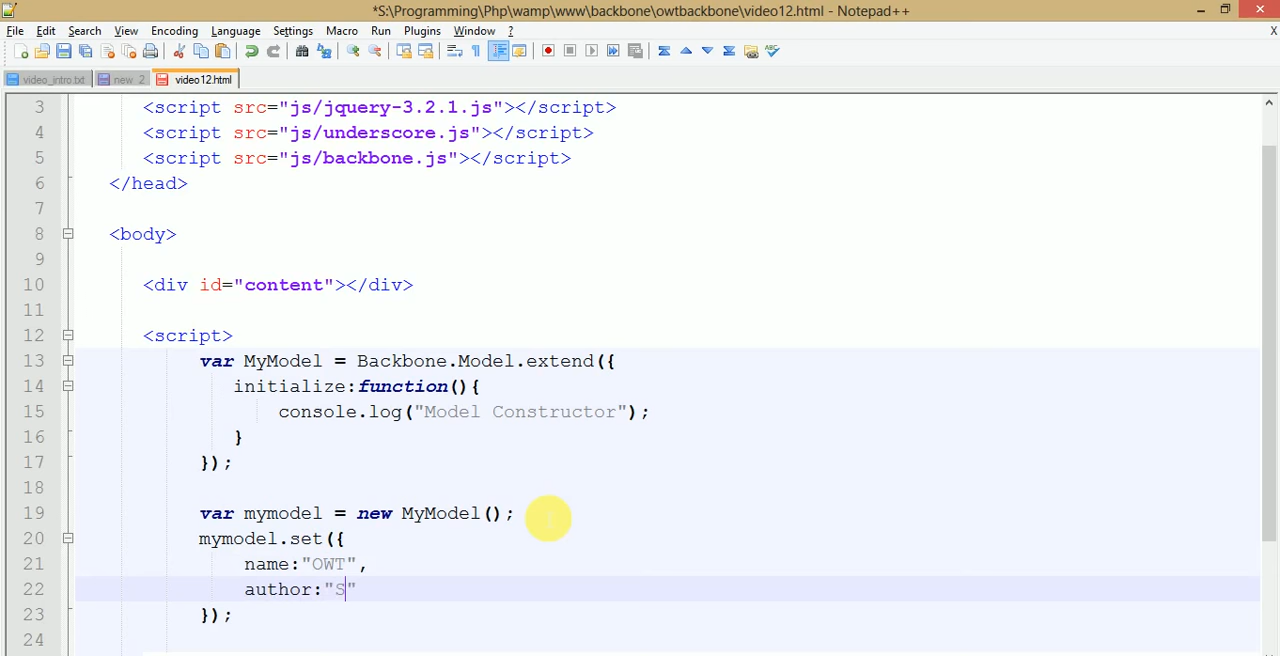 *S:\Programming\Php\wamp\www\backbone\owtbackbone\video12.html - Notepad++
File Edit Search View Encoding Language Settings Macro Run Plugins Window ? X
video_intro.txt new 2 video12.html
3 <script src="js/jquery-3.2.1.js"></script>
4 <script src="js/underscore.js"></script>
5 <script src="js/backbone.js"></script>
6 </head>
7
8 <body>
9
10 <div id="content"></div>
11
12 <script>
13 var MyModel = Backbone.Model.extend({
14 initialize:function(){
15 console.log("Model Constructor");
16 }
17 });
18
19 var mymodel = new MyModel();
20 mymodel.set({
21 name:"OWT",
22 author:"S"
23 });
24